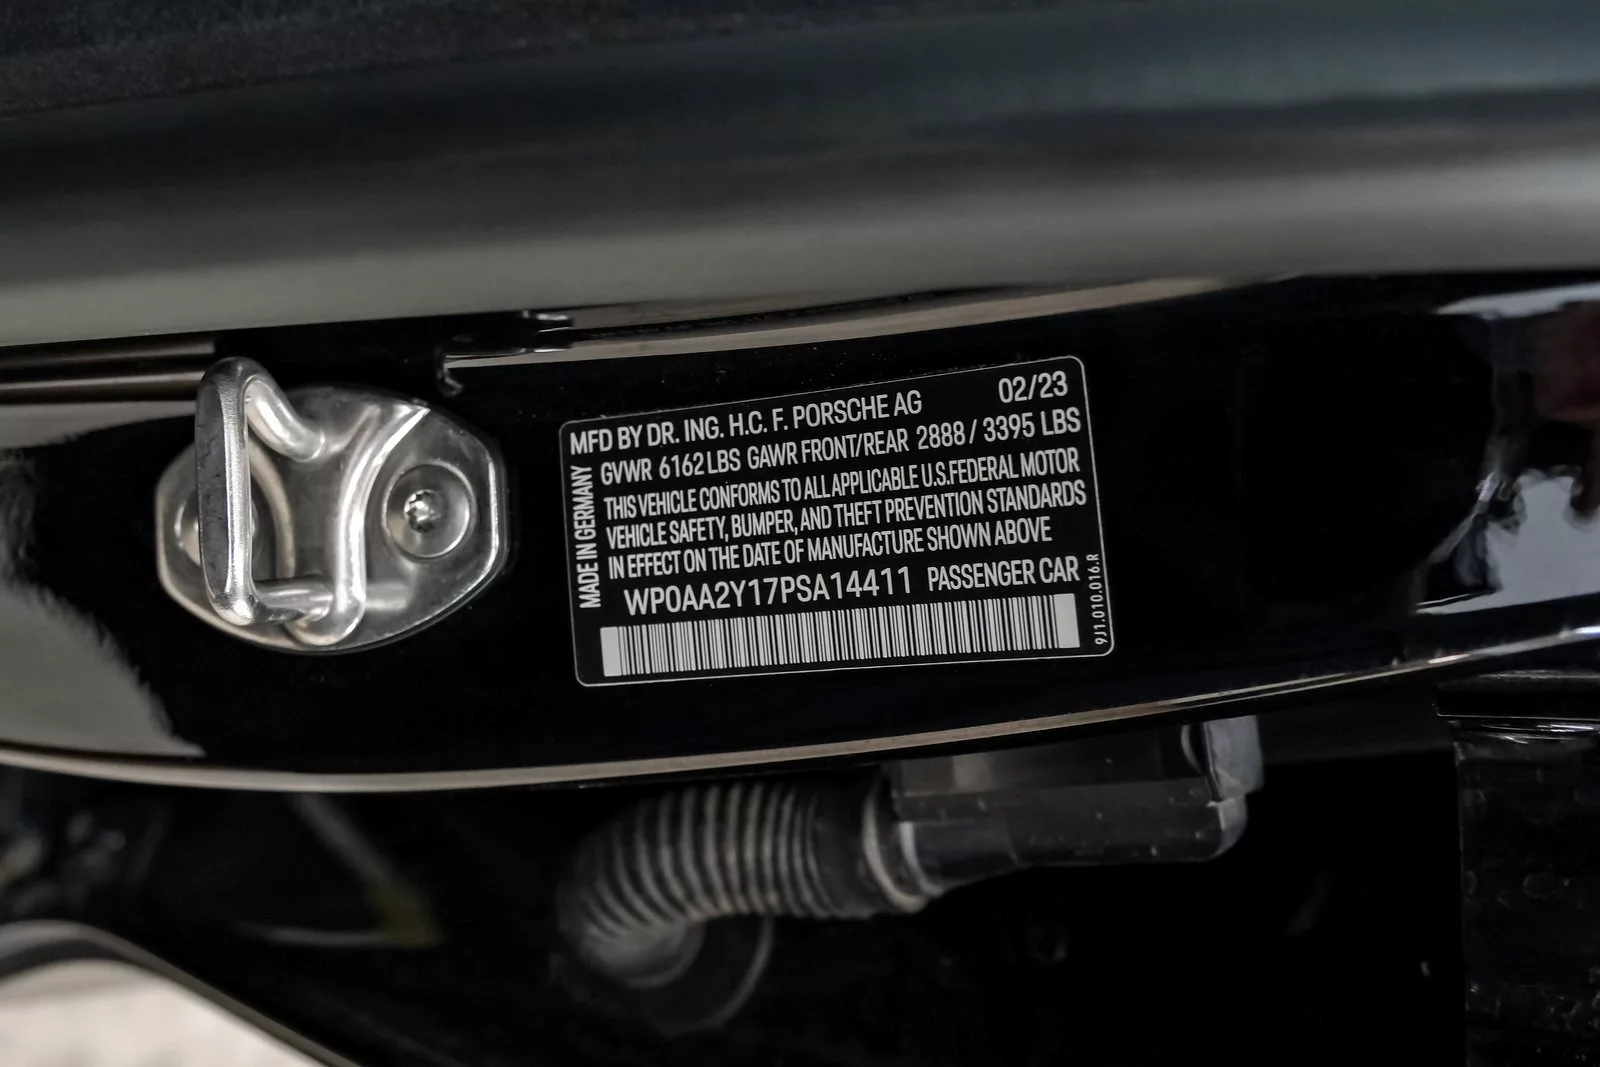 MFD BY DR. ING. H.C. F. PORSCHE AG 02/23
GVWR 6162 LBS GAWR FRONT/REAR 2888 / 3395 LBS
THIS VEHICLE CONFORMS TO ALL APPLICABLE U.S.FEDERAL MOTOR
VEHICLE SAFETY, BUMPER, AND THEFT PREVENTION STANDARDS
IN EFFECT ON THE DATE OF MANUFACTURE SHOWN ABOVE
WP0AA2Y17PSA14411 PASSENGER CAR
MADE IN GERMANY
9J1.010.016.R